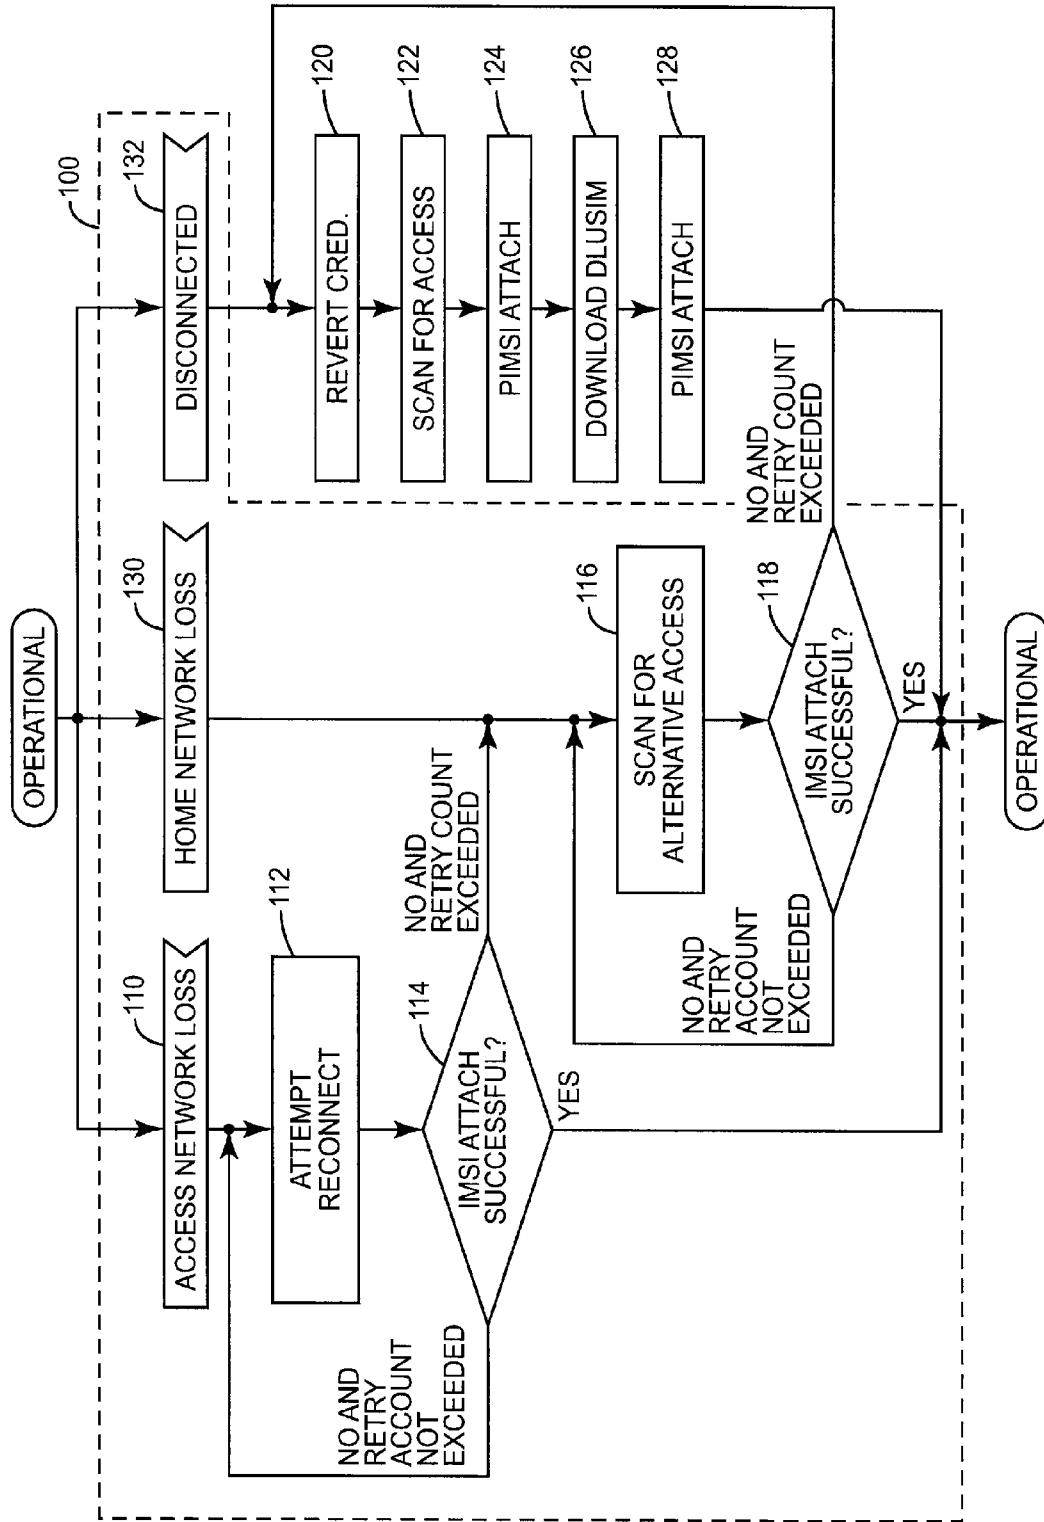 OPERATIONAL
100
110
ACCESS NETWORK LOSS
130
HOME NETWORK LOSS
132
DISCONNECTED
112
ATTEMPT
RECONNECT
114
IMSI ATTACH
SUCCESSFUL?
NO AND
RETRY
ACCOUNT
NOT
EXCEEDED
NO AND
RETRY COUNT
EXCEEDED
YES
116
SCAN FOR
ALTERNATIVE ACCESS
118
IMSI ATTACH
SUCCESSFUL?
NO AND
RETRY
ACCOUNT
NOT
EXCEEDED
NO AND
RETRY COUNT
EXCEEDED
YES
120
REVERT CRED.
122
SCAN FOR ACCESS
124
PIMSI ATTACH
126
DOWNLOAD DLUSIM
128
PIMSI ATTACH
OPERATIONAL